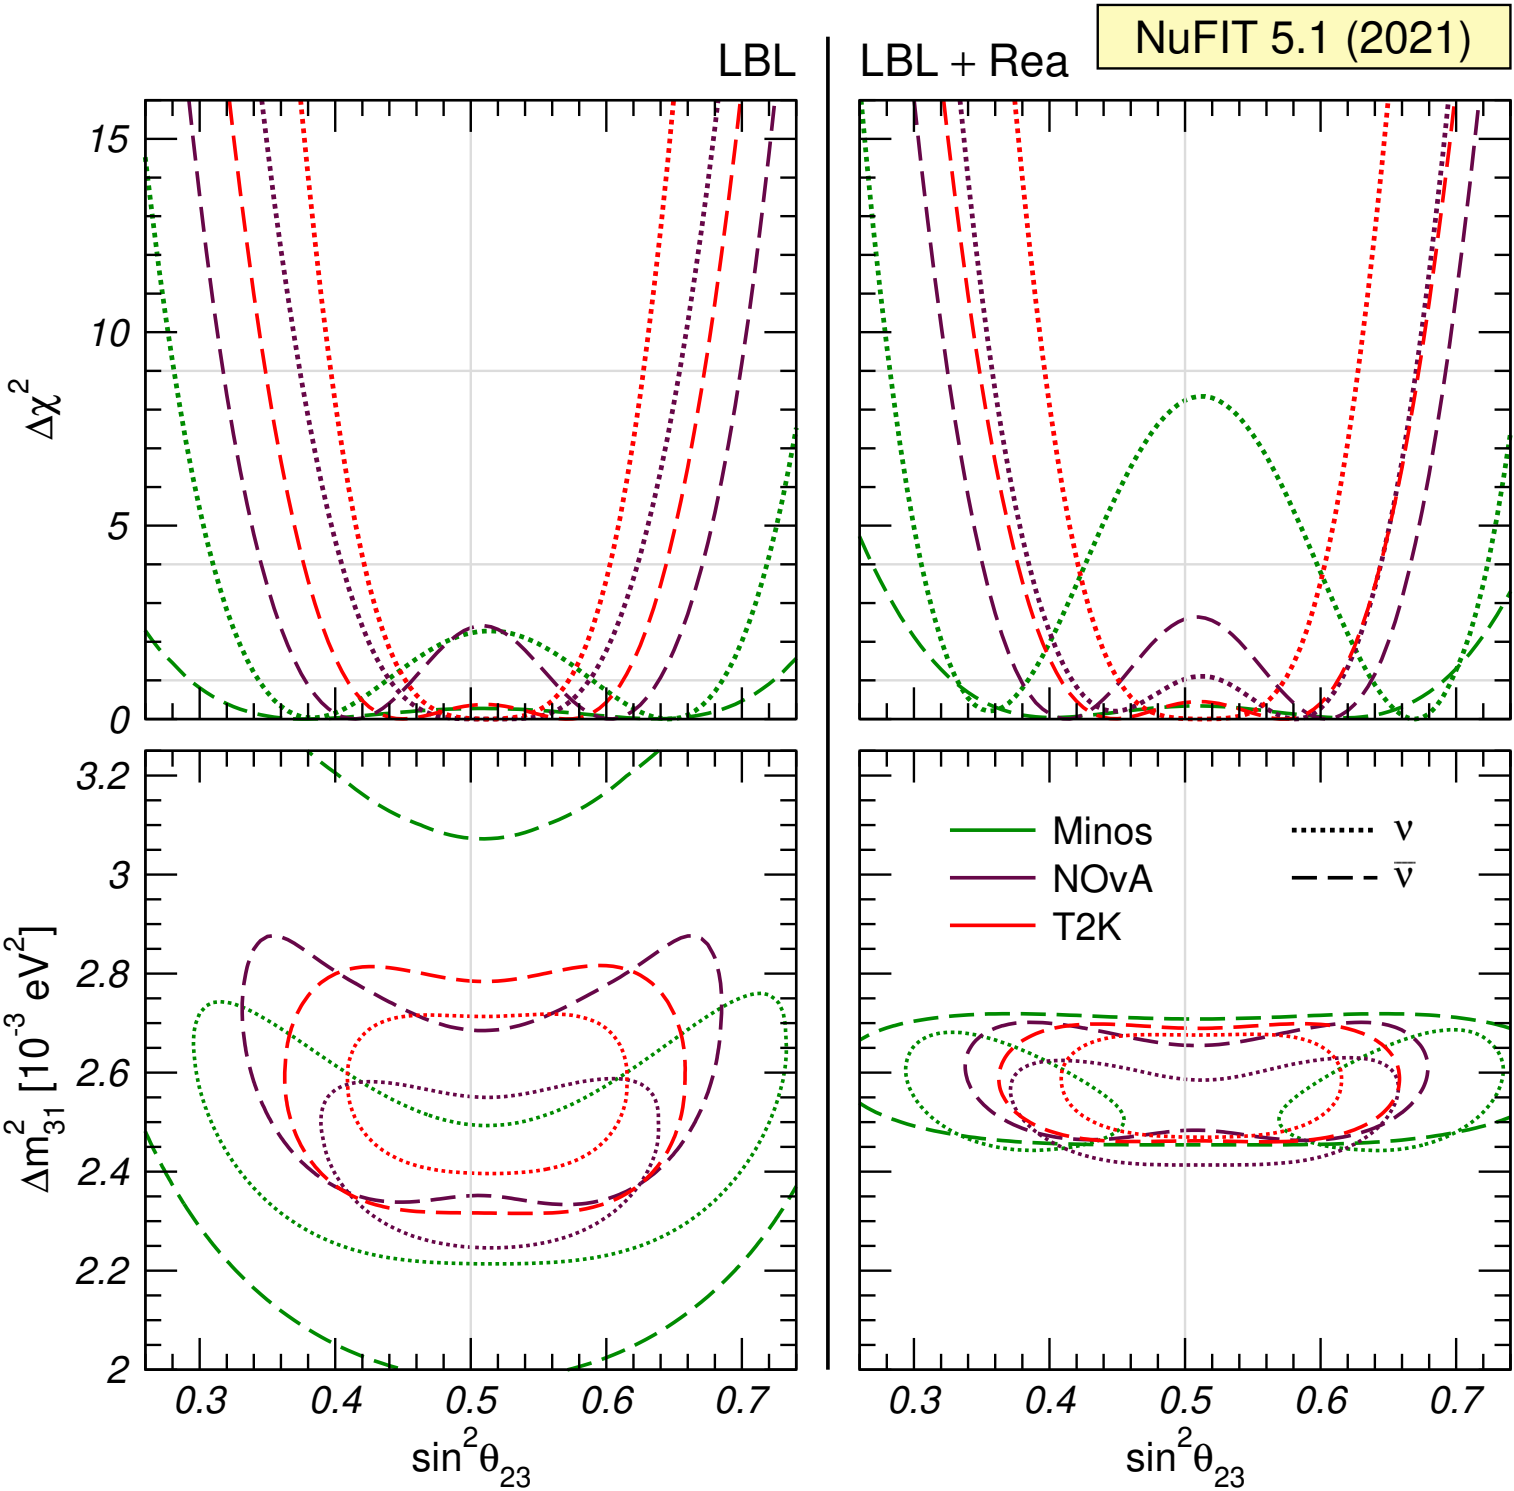 NuFIT 5.1 (2021)
LBL
LBL + Rea
15
10
5
0
Δχ²
3.2
3
2.8
2.6
2.4
2.2
2
Δm²₃₁ [10⁻³ eV²]
Minos
NOvA
T2K
ν
ν̅
0.3 0.4 0.5 0.6 0.7
0.3 0.4 0.5 0.6 0.7
sin²θ₂₃
sin²θ₂₃